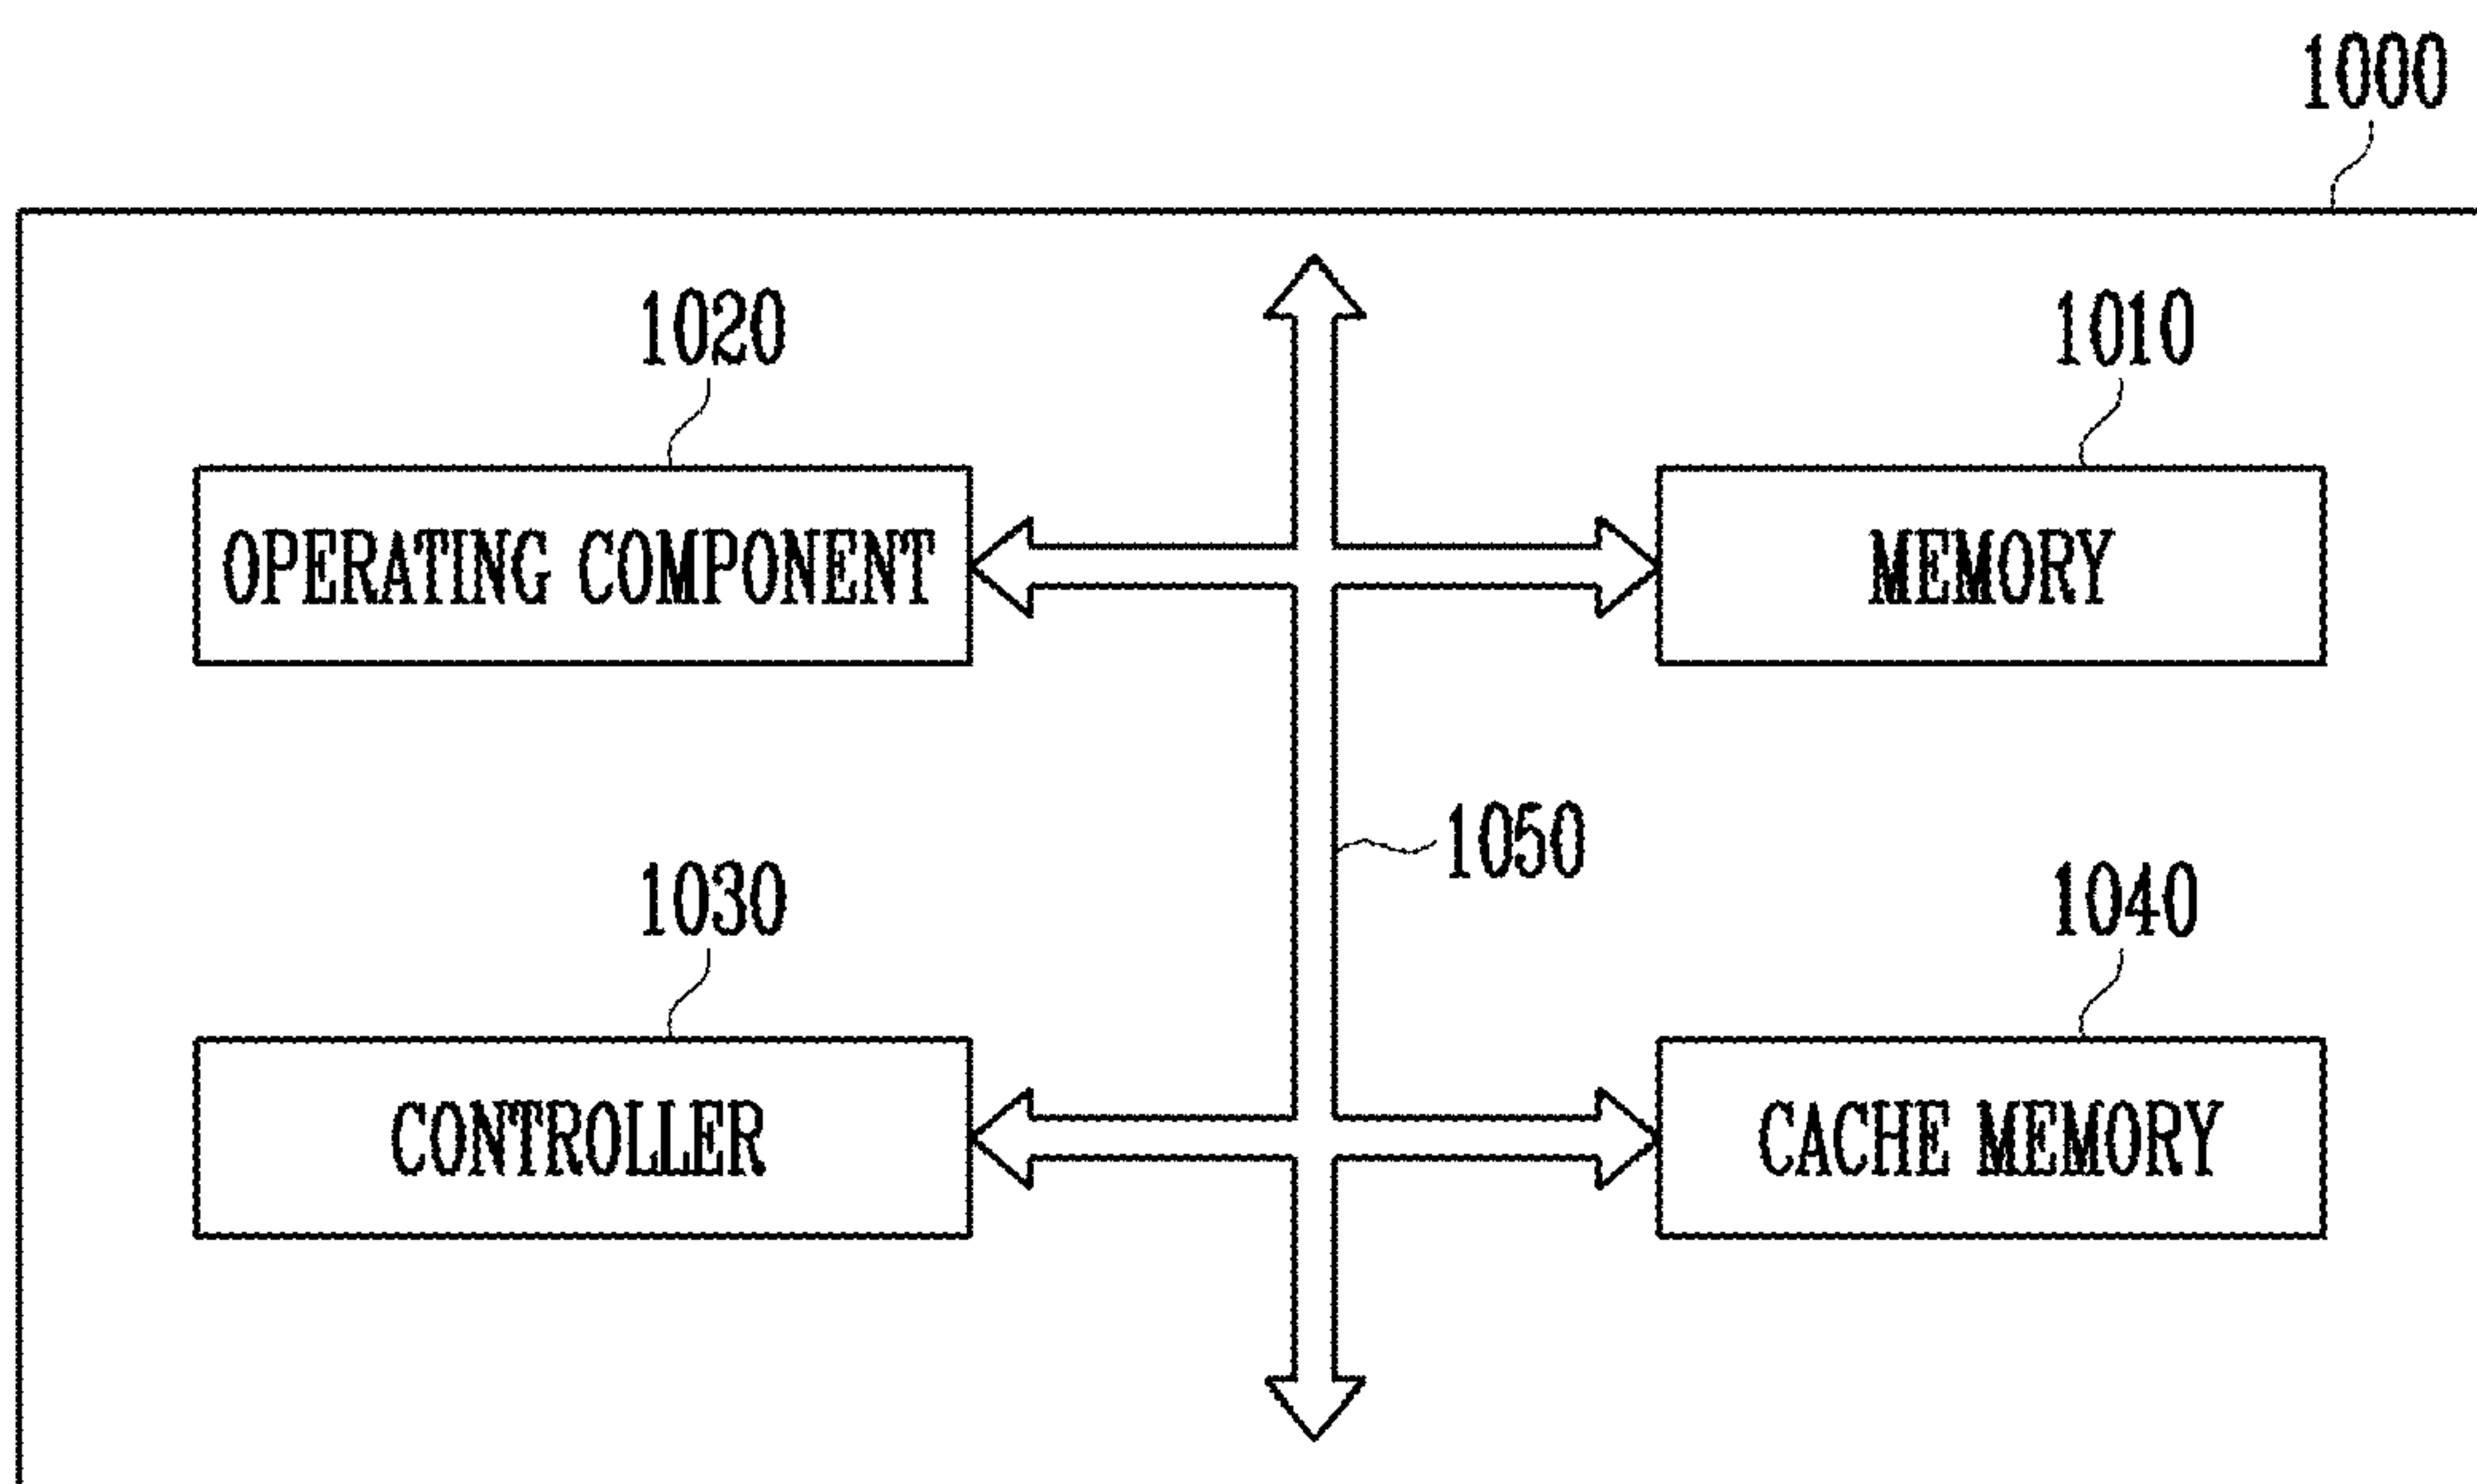 1000
1020
1010
OPERATING COMPONENT
MEMORY
1050
1030
1040
CONTROLLER
CACHE MEMORY